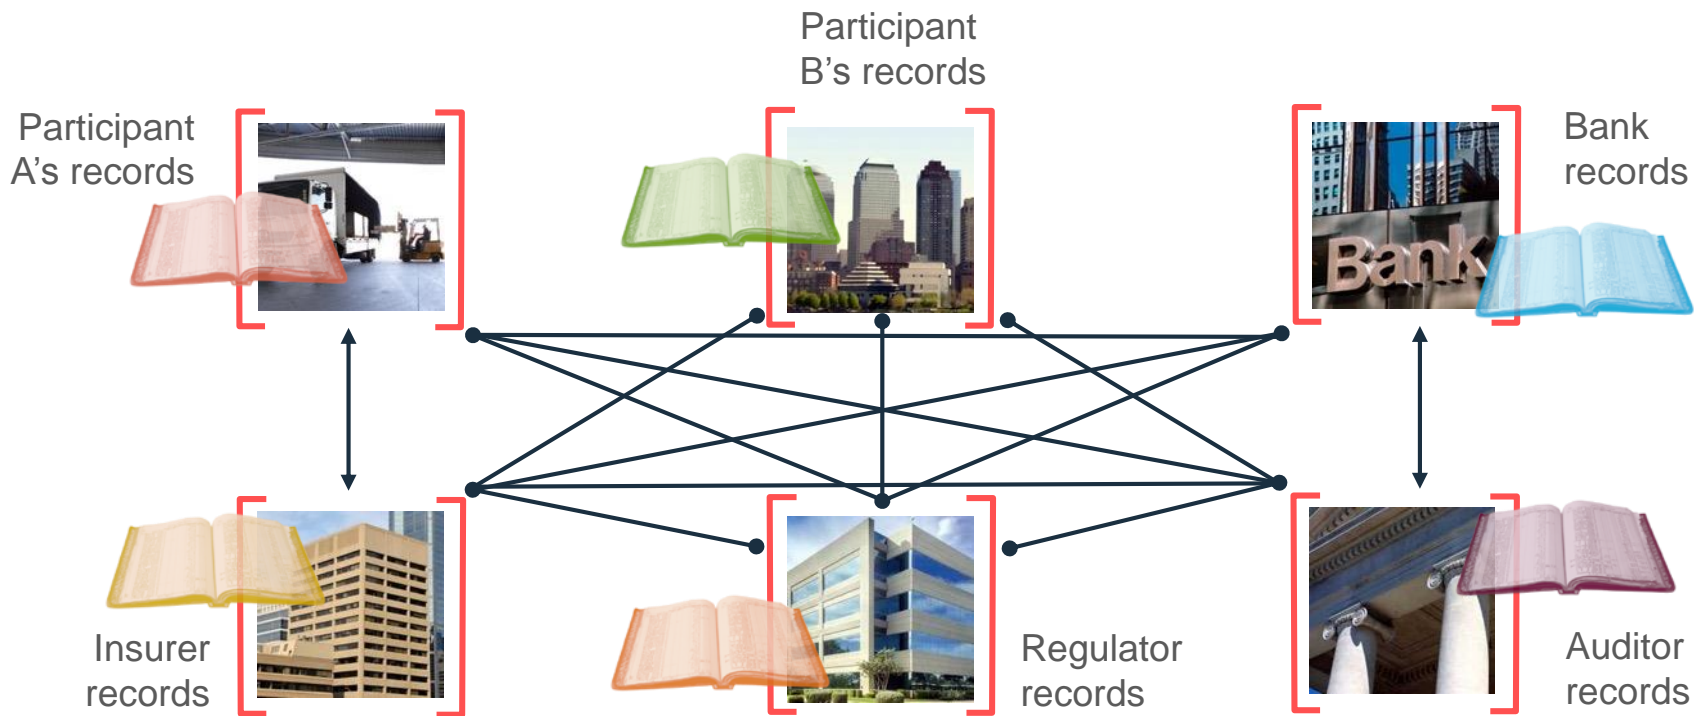 Participant
B’s records
Participant
A’s records
Bank
records
Bank
Insurer
records
Regulator
records
Auditor
records